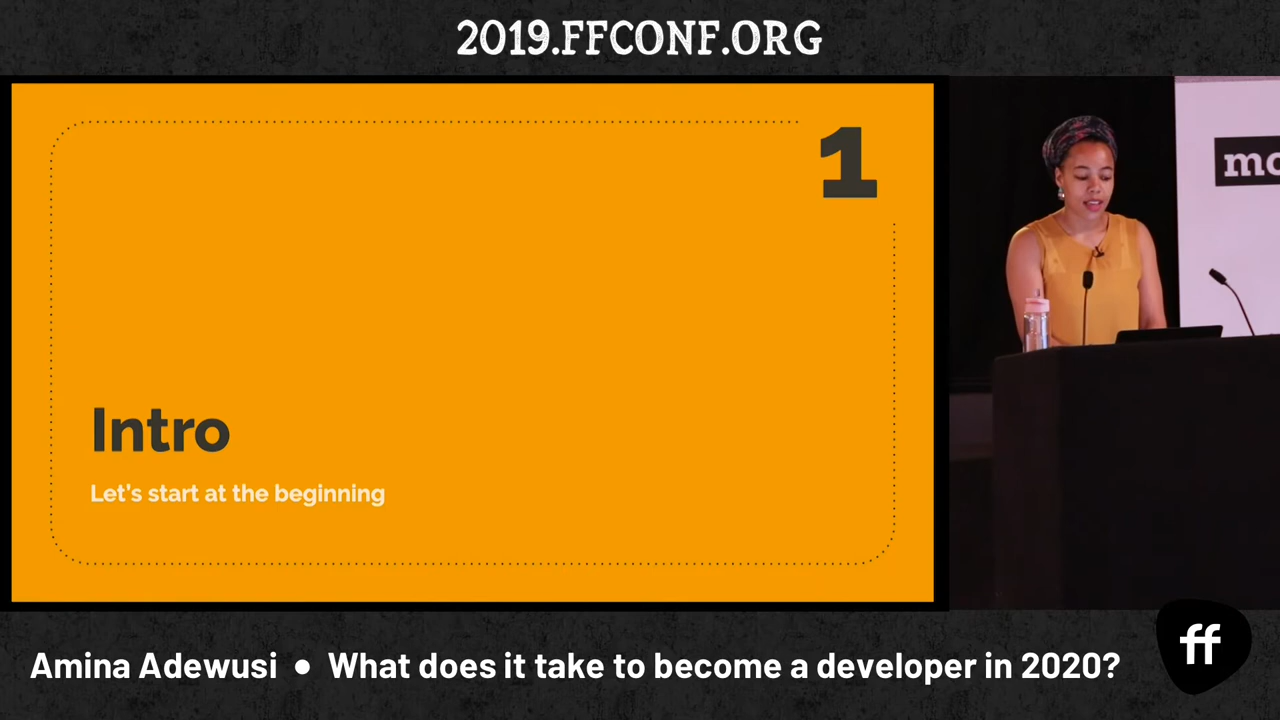 2019.FFCONF.ORG
1
Intro
Let's start at the beginning
mo
Amina Adewusi ● What does it take to become a developer in 2020?
ff